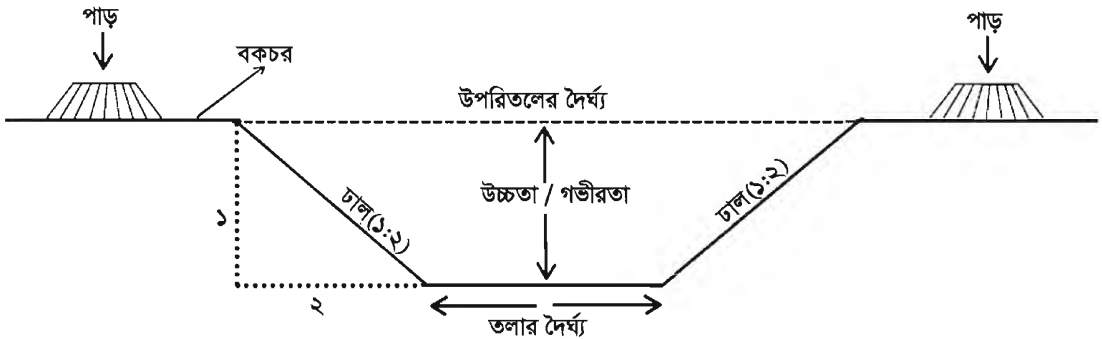 পাড়
পাড়
বকচর
উপরিতলের দৈর্ঘ্য
ঢাল(১:২)
উচ্চতা / গভীরতা
ঢাল(১:২)
১
২
তলার দৈর্ঘ্য